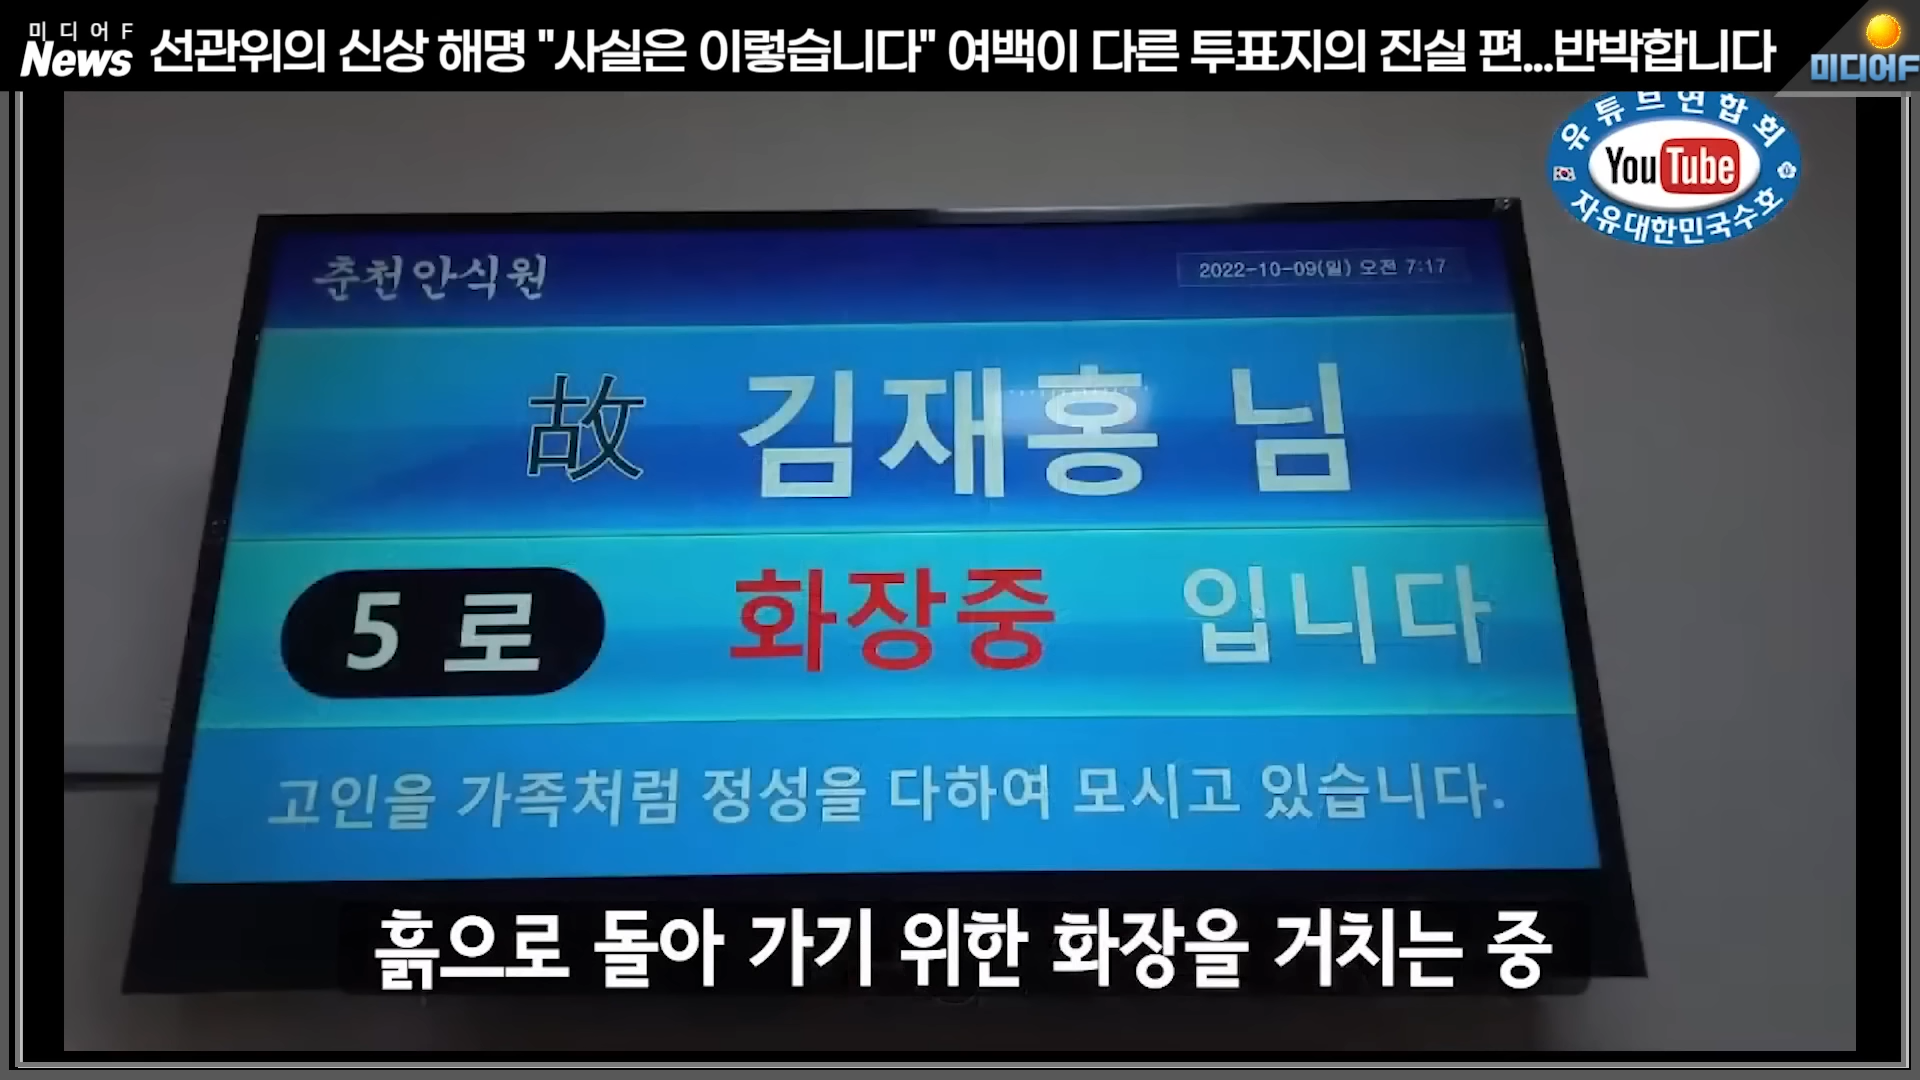 미디어F
News
선관위의 신상 해명 "사실은 이렇습니다" 여백이 다른 투표지의 진실 편...반박합니다
미디어F
유튜브연합회
YouTube
자유대한민국수호
춘천안식원
2022-10-09(일) 오전 7:17
故 김재홍 님
5 로 화장중 입니다
고인을 가족처럼 정성을 다하여 모시고 있습니다.
흙으로 돌아 가기 위한 화장을 거치는 중